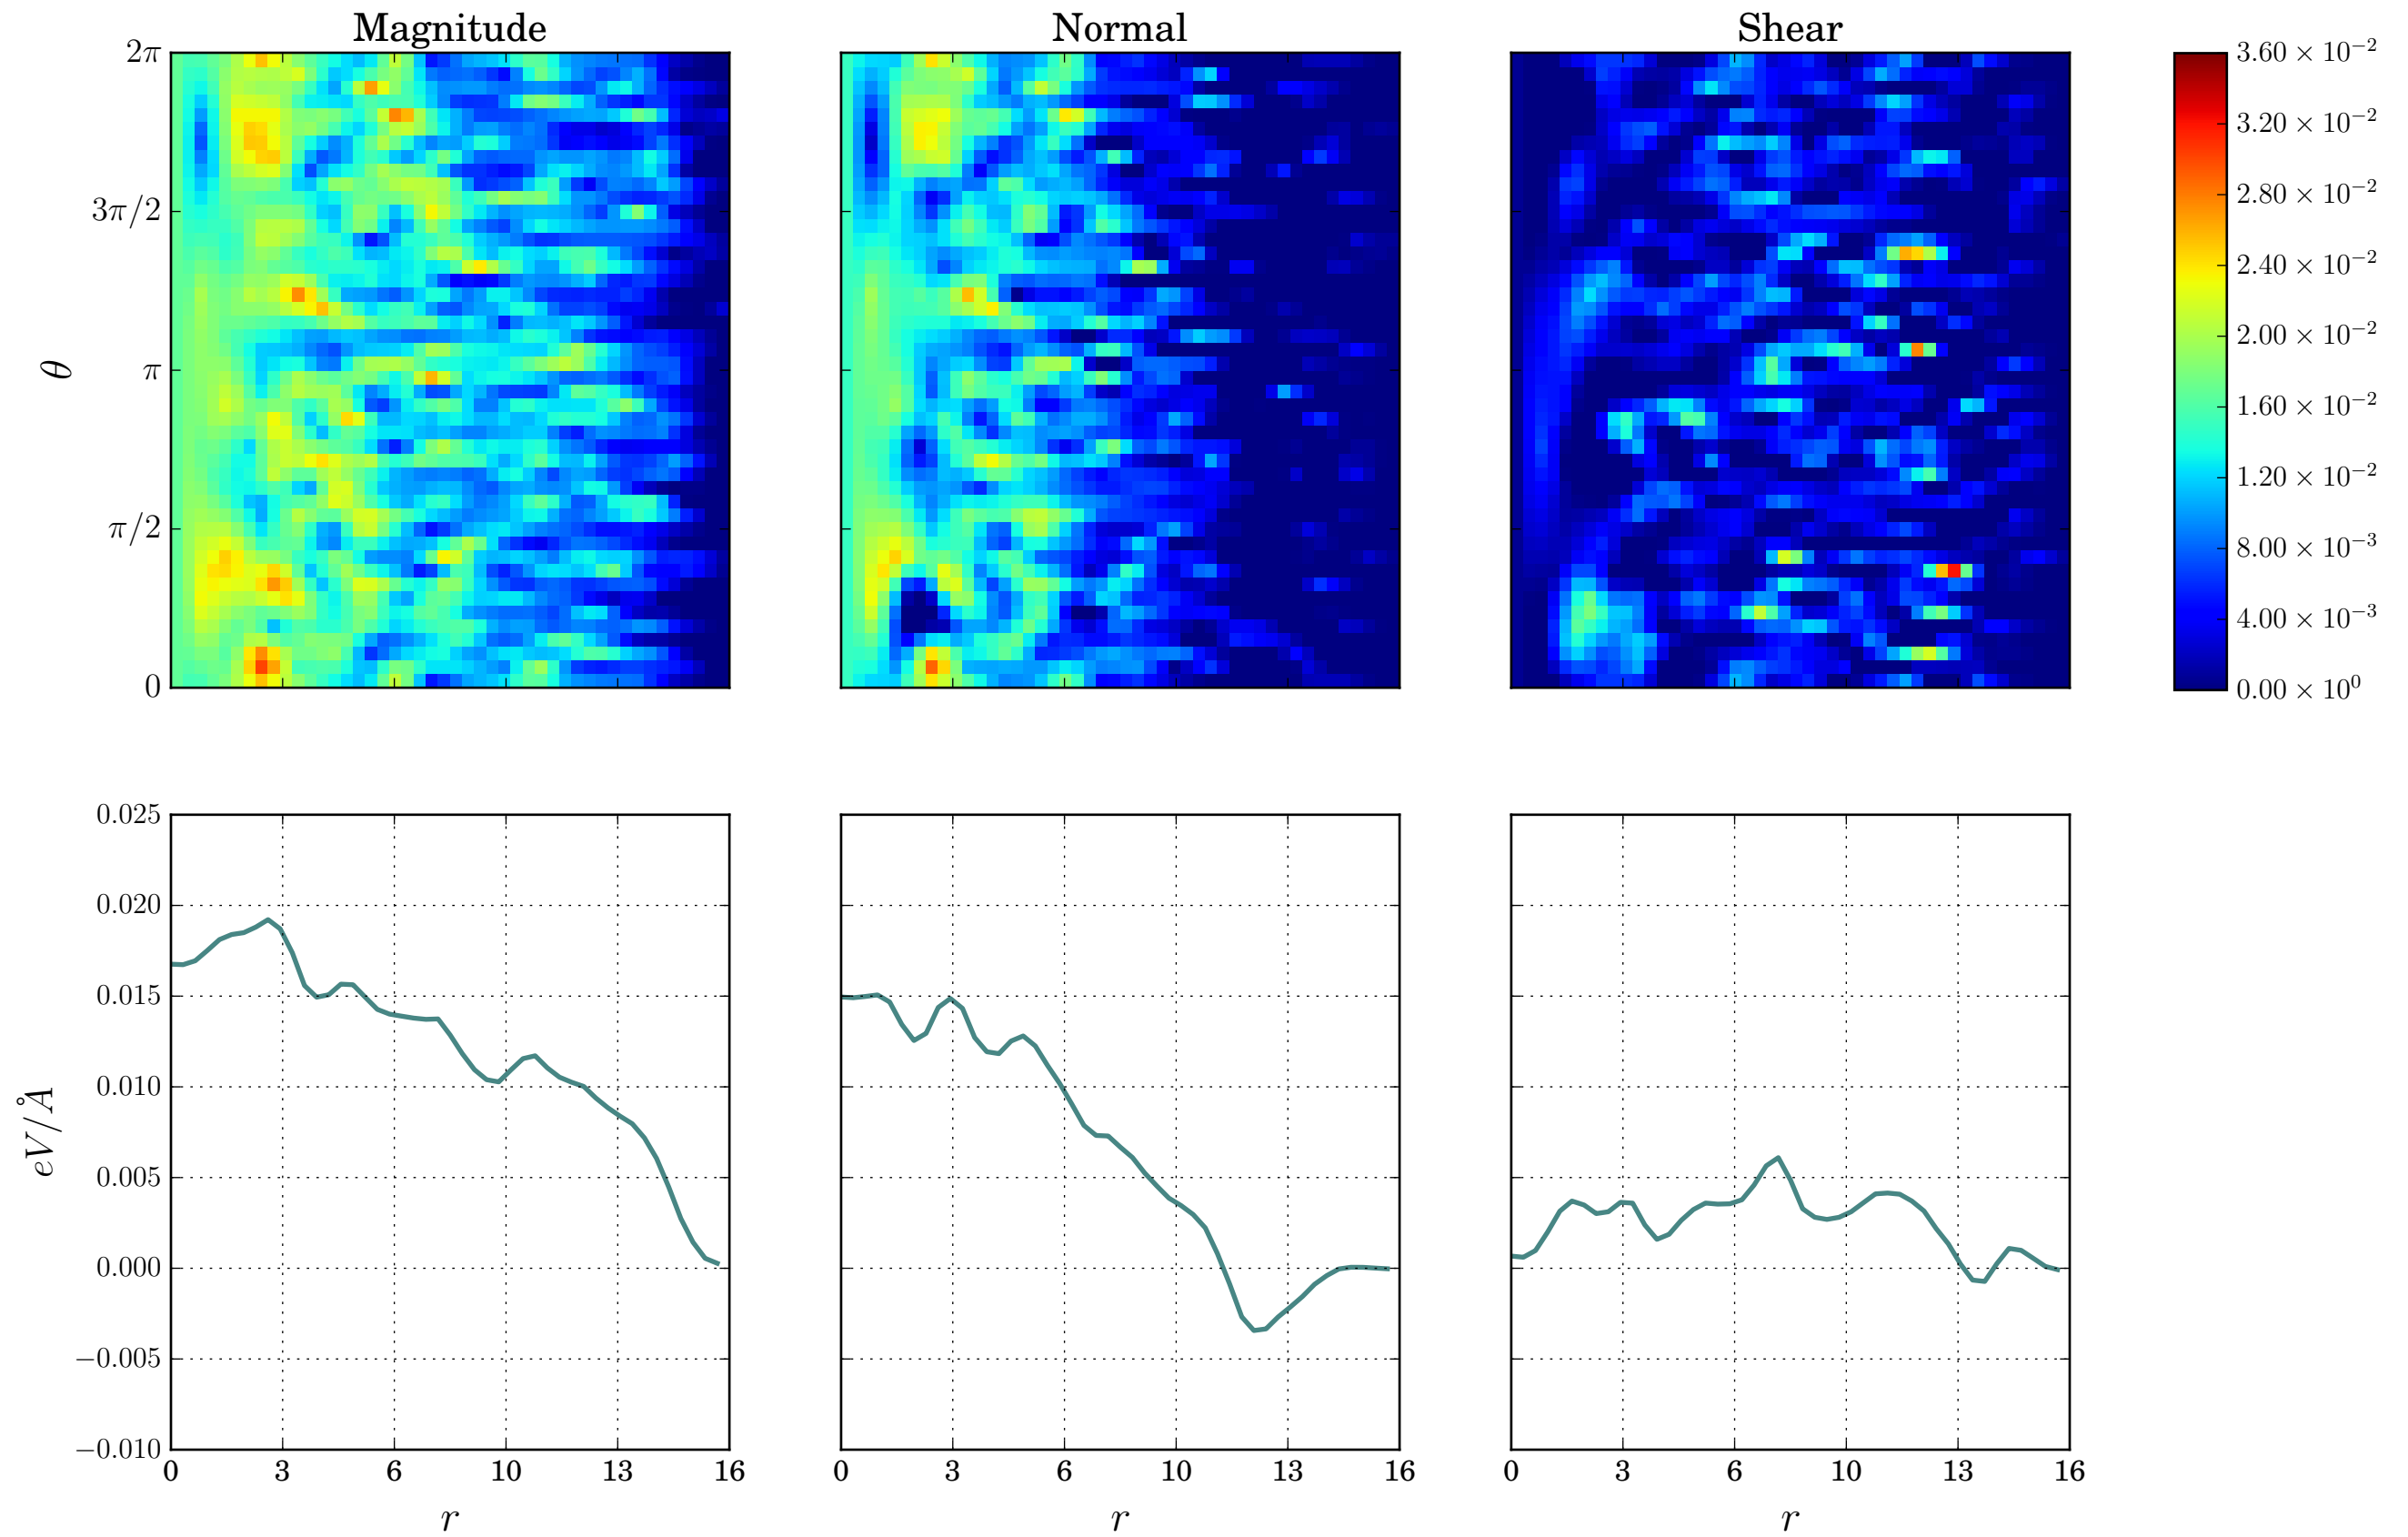 Magnitude Normal Shear
2π
3π/2
π
π/2
0
θ
3.60 × 10⁻²
3.20 × 10⁻²
2.80 × 10⁻²
2.40 × 10⁻²
2.00 × 10⁻²
1.60 × 10⁻²
1.20 × 10⁻²
8.00 × 10⁻³
4.00 × 10⁻³
0.00 × 10⁰
0.025
0.020
0.015
0.010
0.005
0.000
−0.005
−0.010
eV/Å
0 3 6 10 13 16 0 3 6 10 13 16 0 3 6 10 13 16
r r r